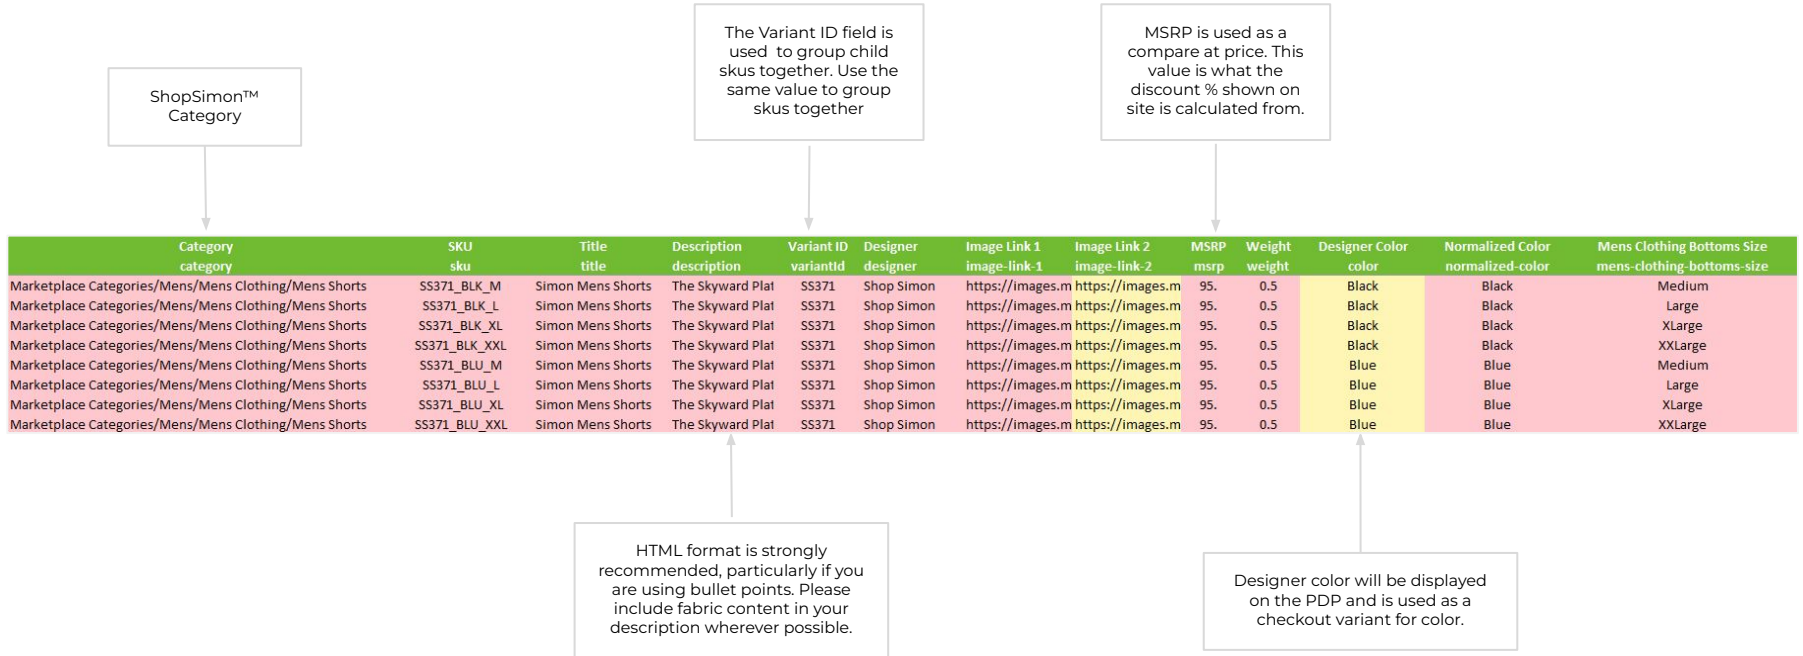 The Variant ID field is
used to group child
skus together. Use the
same value to group
skus together
MSRP is used as a
compare at price. This
value is what the
discount % shown on
site is calculated from.
ShopSimon™
Category
Category SKU Title Description Variant ID Designer Image Link 1 Image Link 2 MSRP Weight Designer Color Normalized Color Mens Clothing Bottoms Size
category sku title description variantId designer image-link-1 image-link-2 msrp weight color normalized-color mens-clothing-bottoms-size
Marketplace Categories/Mens/Mens Clothing/Mens Shorts SS371_BLK_M Simon Mens Shorts The Skyward Plat SS371 Shop Simon https://images.m https://images.m 95. 0.5 Black Black Medium
Marketplace Categories/Mens/Mens Clothing/Mens Shorts SS371_BLK_L Simon Mens Shorts The Skyward Plat SS371 Shop Simon https://images.m https://images.m 95. 0.5 Black Black Large
Marketplace Categories/Mens/Mens Clothing/Mens Shorts SS371_BLK_XL Simon Mens Shorts The Skyward Plat SS371 Shop Simon https://images.m https://images.m 95. 0.5 Black Black XLarge
Marketplace Categories/Mens/Mens Clothing/Mens Shorts SS371_BLK_XXL Simon Mens Shorts The Skyward Plat SS371 Shop Simon https://images.m https://images.m 95. 0.5 Black Black XXLarge
Marketplace Categories/Mens/Mens Clothing/Mens Shorts SS371_BLU_M Simon Mens Shorts The Skyward Plat SS371 Shop Simon https://images.m https://images.m 95. 0.5 Blue Blue Medium
Marketplace Categories/Mens/Mens Clothing/Mens Shorts SS371_BLU_L Simon Mens Shorts The Skyward Plat SS371 Shop Simon https://images.m https://images.m 95. 0.5 Blue Blue Large
Marketplace Categories/Mens/Mens Clothing/Mens Shorts SS371_BLU_XL Simon Mens Shorts The Skyward Plat SS371 Shop Simon https://images.m https://images.m 95. 0.5 Blue Blue XLarge
Marketplace Categories/Mens/Mens Clothing/Mens Shorts SS371_BLU_XXL Simon Mens Shorts The Skyward Plat SS371 Shop Simon https://images.m https://images.m 95. 0.5 Blue Blue XXLarge
HTML format is strongly
recommended, particularly if you
are using bullet points. Please
include fabric content in your
description wherever possible.
Designer color will be displayed
on the PDP and is used as a
checkout variant for color.